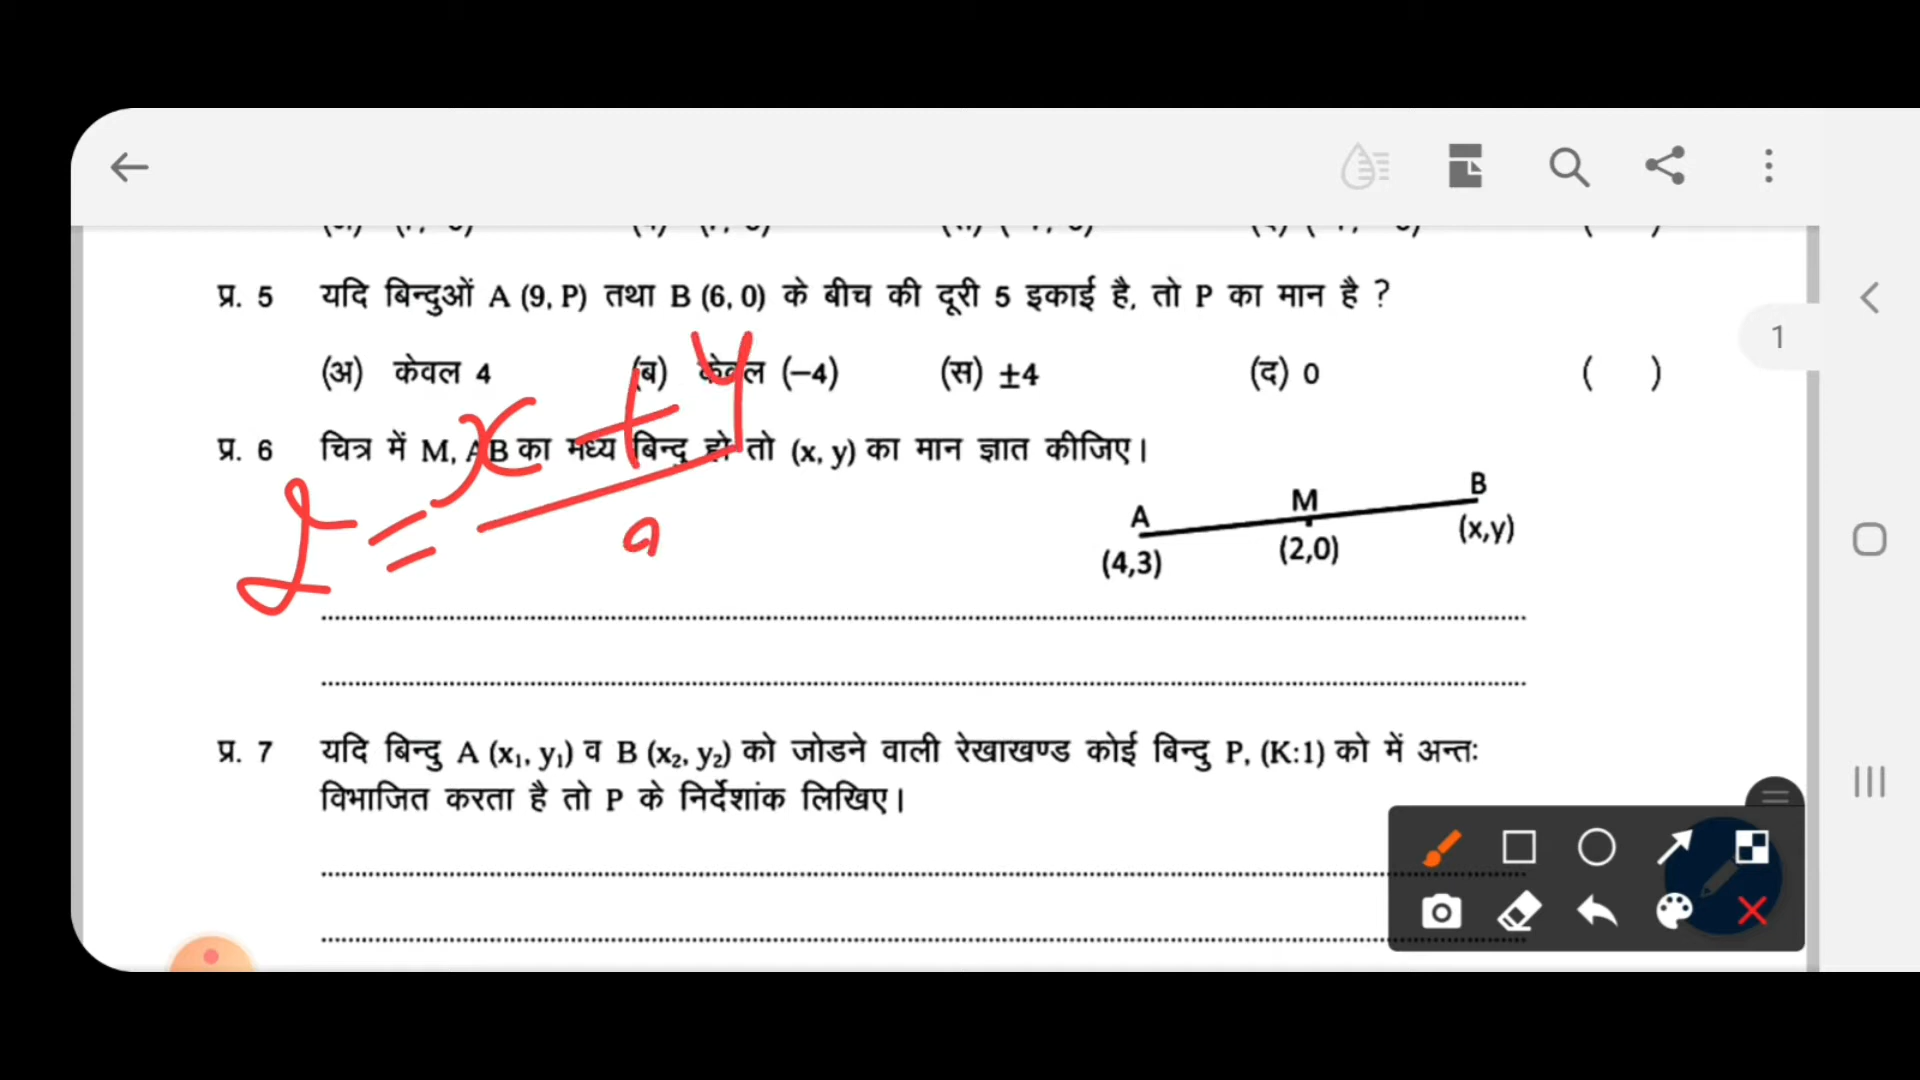 1
प्र. 5 यदि बिन्दुओं A (9, P) तथा B (6, 0) के बीच की दूरी 5 इकाई है, तो P का मान है ?
(अ) केवल 4 (ब) केवल (−4) (स) ±4 (द) 0 ( )
प्र. 6 चित्र में M, AB का मध्य बिन्दु हो तो (x, y) का मान ज्ञात कीजिए।
A M B
(4,3) (2,0) (x,y)
2 = x + 4
2
प्र. 7 यदि बिन्दु A (x₁, y₁) व B (x₂, y₂) को जोडने वाली रेखाखण्ड कोई बिन्दु P, (K:1) को में अन्तः
विभाजित करता है तो P के निर्देशांक लिखिए।